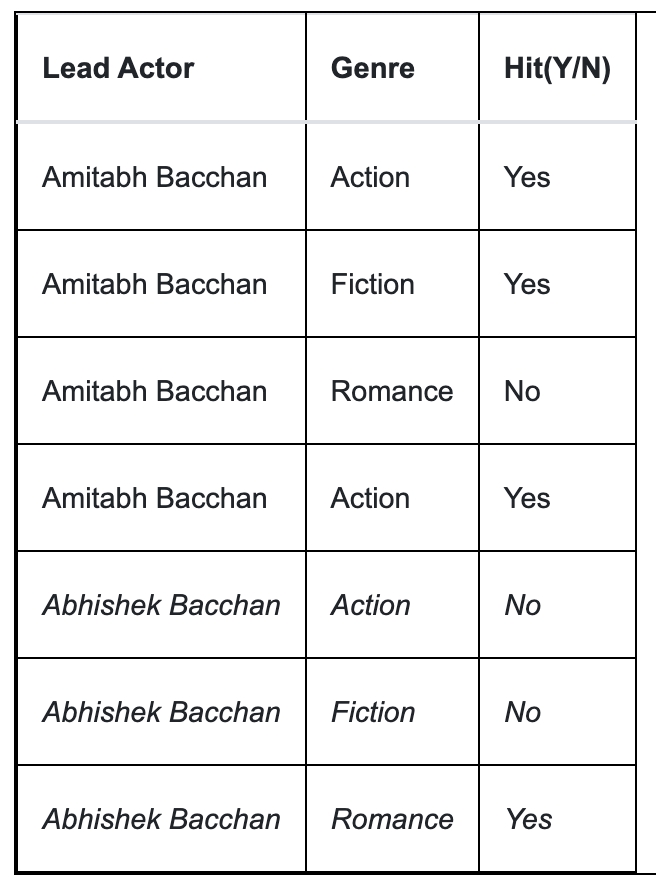 Lead Actor Genre Hit(Y/N)
Amitabh Bacchan Action Yes
Amitabh Bacchan Fiction Yes
Amitabh Bacchan Romance No
Amitabh Bacchan Action Yes
Abhishek Bacchan Action No
Abhishek Bacchan Fiction No
Abhishek Bacchan Romance Yes